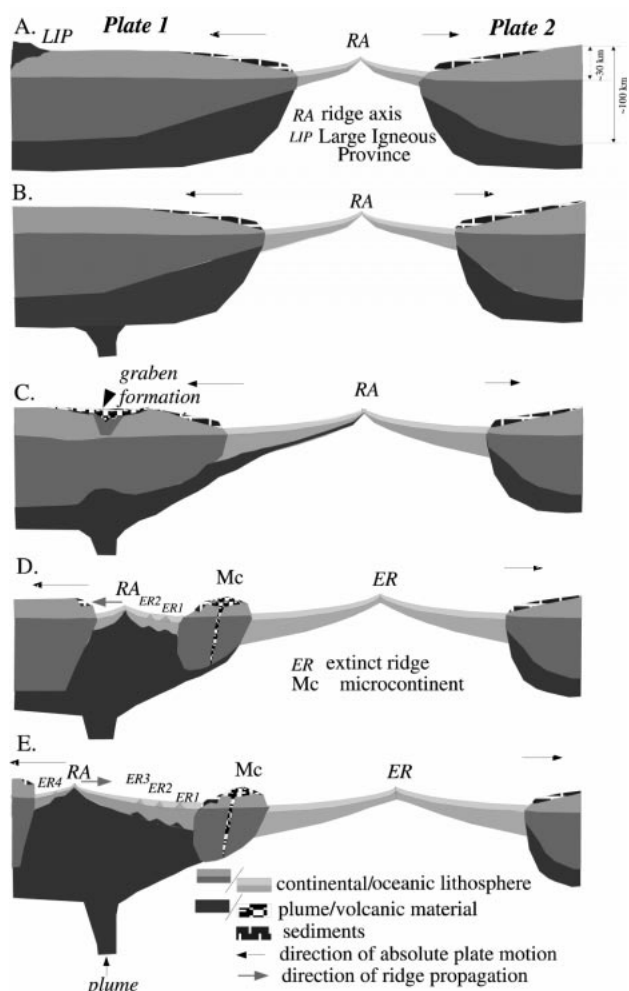 A. Plate 1 Plate 2
LIP RA
~30 km
~100 km
RA ridge axis
LIP Large Igneous
Province
B.
RA
graben
formation
C. RA
D.
RA ER2 ER1 Mc ER
ER extinct ridge
Mc microcontinent
E.
ER4 RA ER3 ER2 ER1 Mc ER
continental/oceanic lithosphere
plume/volcanic material
sediments
direction of absolute plate motion
direction of ridge propagation
plume